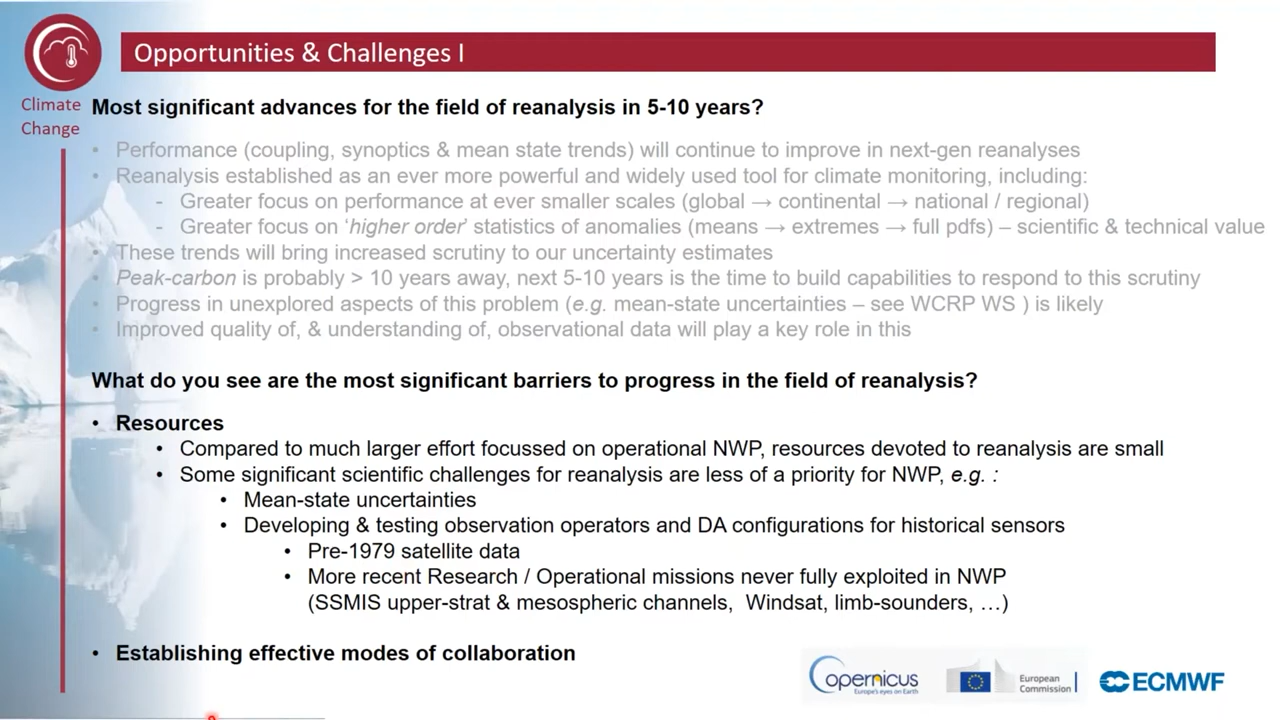 Opportunities & Challenges I
Climate
Change
Most significant advances for the field of reanalysis in 5-10 years?
• Performance (coupling, synoptics & mean state trends) will continue to improve in next-gen reanalyses
• Reanalysis established as an ever more powerful and widely used tool for climate monitoring, including:
- Greater focus on performance at ever smaller scales (global → continental → national / regional)
- Greater focus on ‘higher order’ statistics of anomalies (means → extremes → full pdfs) – scientific & technical value
• These trends will bring increased scrutiny to our uncertainty estimates
• Peak-carbon is probably > 10 years away, next 5-10 years is the time to build capabilities to respond to this scrutiny
• Progress in unexplored aspects of this problem (e.g. mean-state uncertainties – see WCRP WS ) is likely
• Improved quality of, & understanding of, observational data will play a key role in this
What do you see are the most significant barriers to progress in the field of reanalysis?
• Resources
• Compared to much larger effort focussed on operational NWP, resources devoted to reanalysis are small
• Some significant scientific challenges for reanalysis are less of a priority for NWP, e.g. :
• Mean-state uncertainties
• Developing & testing observation operators and DA configurations for historical sensors
• Pre-1979 satellite data
• More recent Research / Operational missions never fully exploited in NWP
(SSMIS upper-strat & mesospheric channels, Windsat, limb-sounders, …)
• Establishing effective modes of collaboration
Copernicus
Europe's eyes on Earth
European
Commission
ECMWF